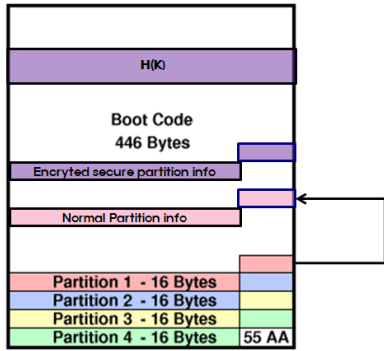 H(K)
Boot Code
446 Bytes
Encryted secure partition info
Normal Partition info
Partition 1 - 16 Bytes
Partition 2 - 16 Bytes
Partition 3 - 16 Bytes
Partition 4 - 16 Bytes 55 AA